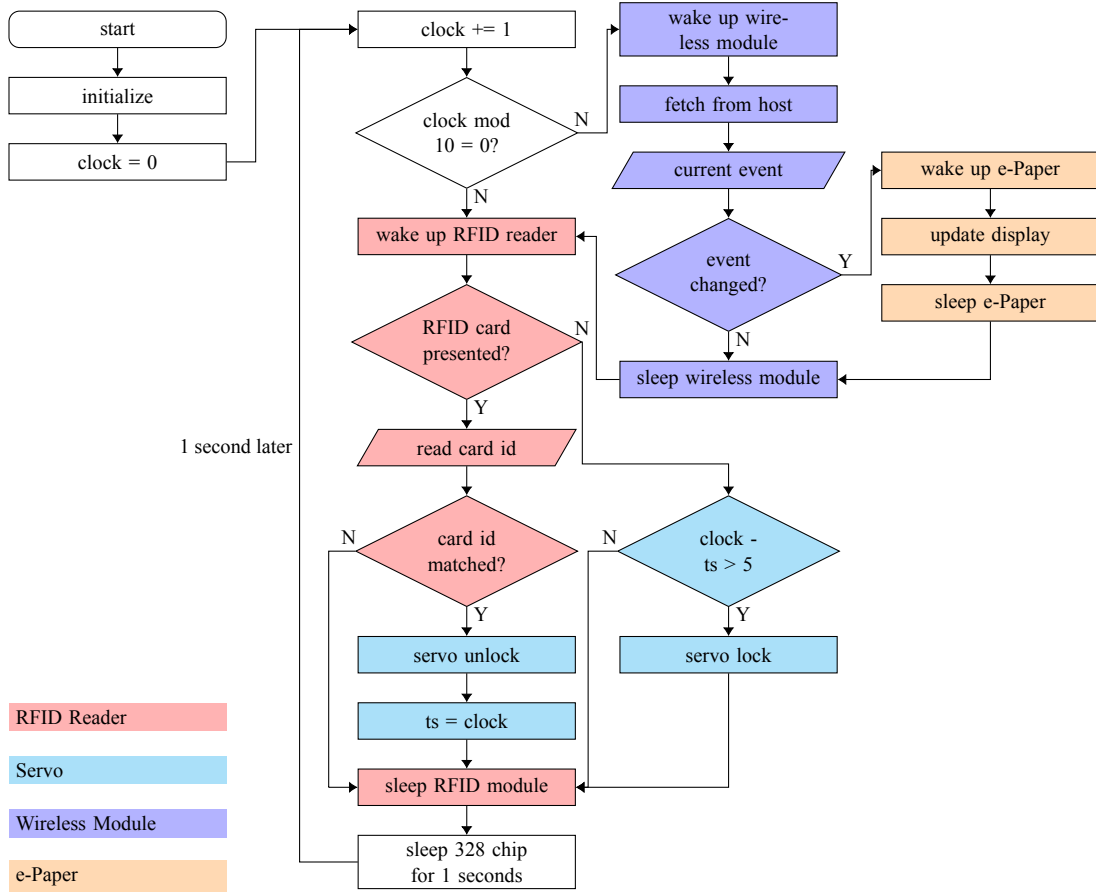 start
initialize
clock = 0
clock += 1
clock mod
10 = 0?
N
N
wake up wire-
less module
fetch from host
current event
event
changed?
Y
N
wake up e-Paper
update display
sleep e-Paper
sleep wireless module
wake up RFID reader
RFID card
presented?
N
Y
read card id
1 second later
card id
matched?
N
Y
clock -
ts > 5
N
Y
servo unlock
servo lock
ts = clock
sleep RFID module
sleep 328 chip
for 1 seconds
RFID Reader
Servo
Wireless Module
e-Paper